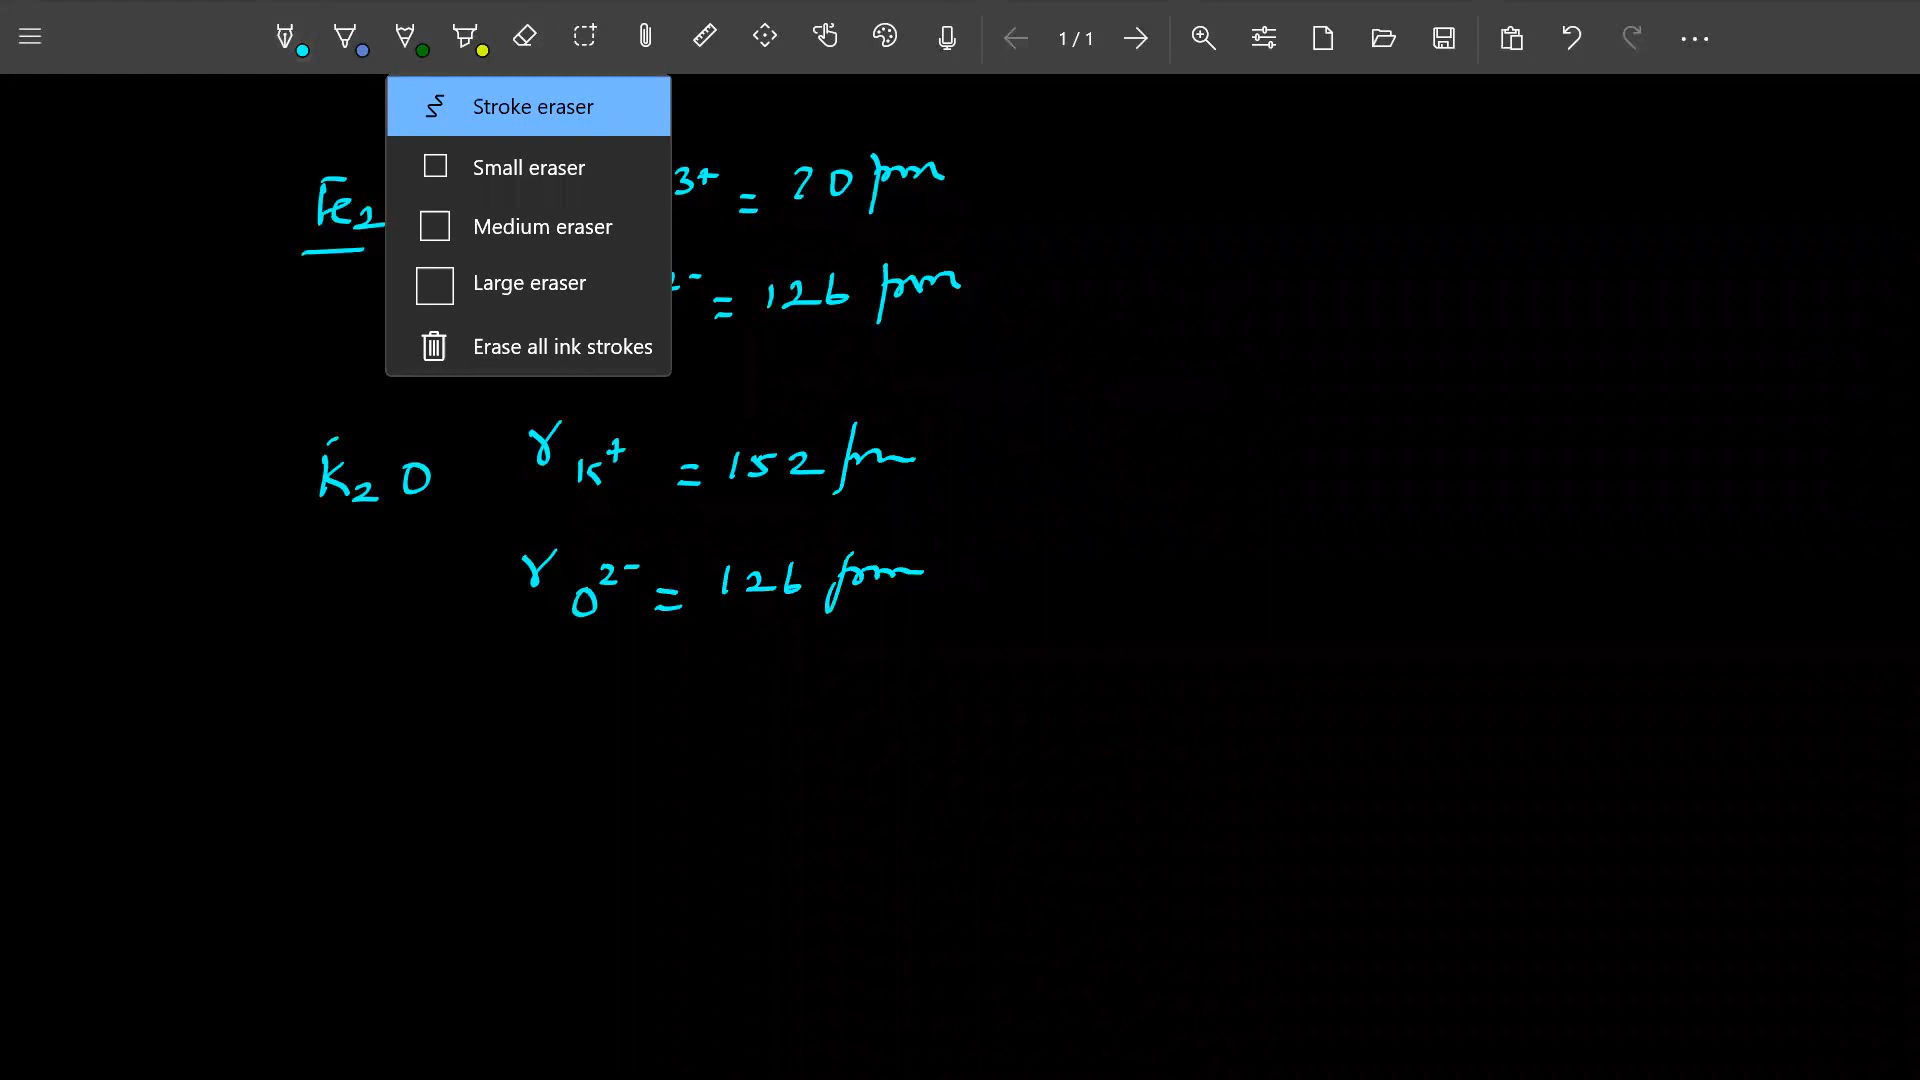 1 / 1
Stroke eraser
Small eraser
Medium eraser
Large eraser
Erase all ink strokes
Fe₂ 3+ = 70 pm
2- = 126 pm
K₂O γ K⁺ = 152 pm
γ O²⁻ = 126 pm